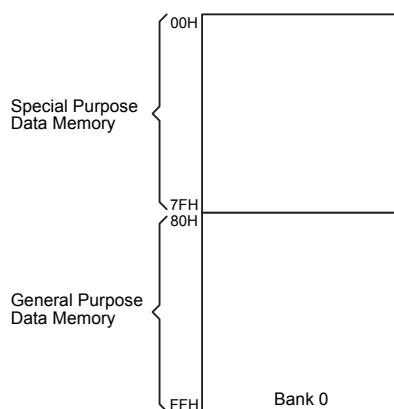 00H
Special Purpose
Data Memory
7FH
80H
General Purpose
Data Memory
FFH
Bank 0